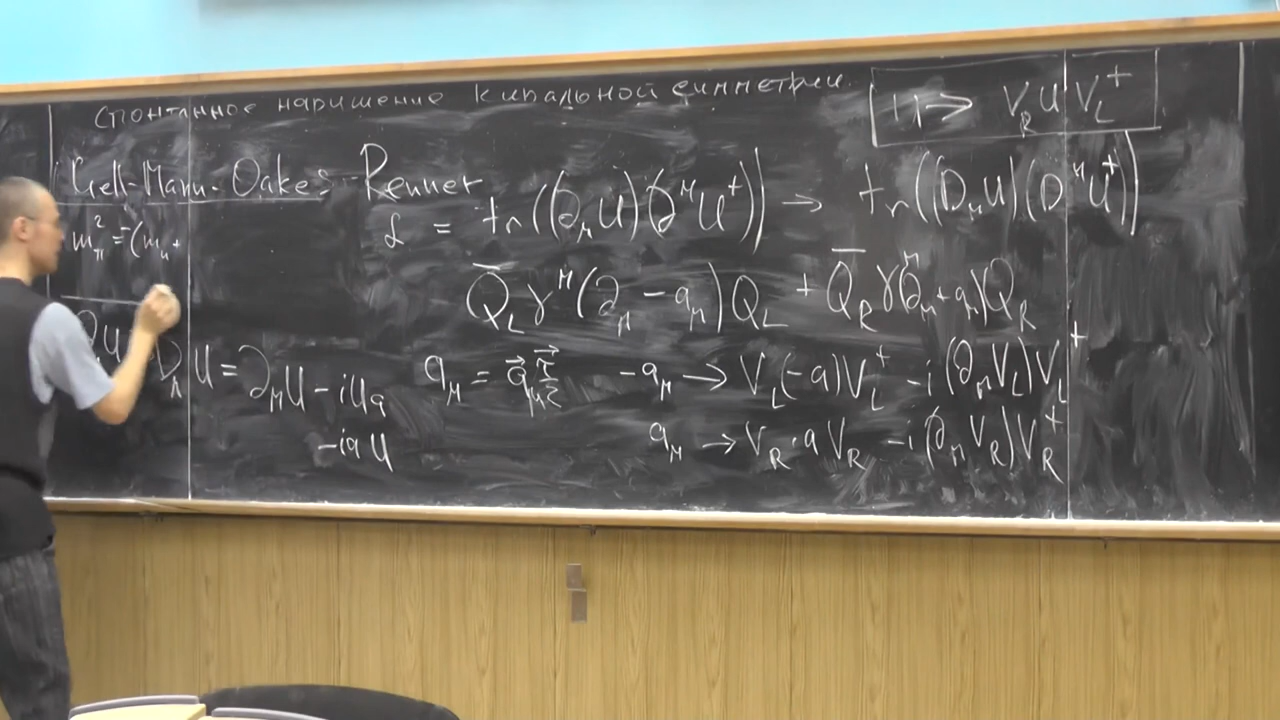 спонтанное нарушение киральной симметрии.
U → V_R U V_L^+
Gell-Mann-Oakes-Renner
m_π^2 = -(m_u +
ℒ = tr((∂_μ U)(∂^μ U^+)) → tr((D_μ U)(D^μ U^+))
Q̄_L γ^μ (∂_μ - a_μ) Q_L + Q̄_R γ^μ (∂_μ + a_μ) Q_R
D_μ U = ∂_μ U - i U a
- i a U
a_μ = a⃗_μ τ⃗/2
-a_μ → V_L (-a) V_L^+ - i (∂_μ V_L) V_L^+
a_μ → V_R · a V_R - i (∂_μ V_R) V_R^+